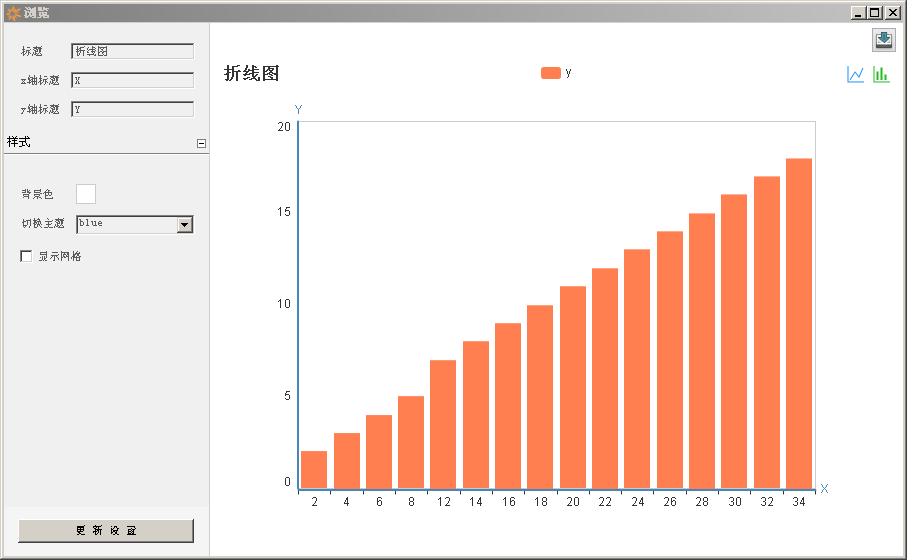 浏览
标题 折线图
x轴标题 X
y轴标题 Y
样式
背景色
切换主题 blue
显示网格
更新设置
折线图
y
Y
20
15
10
5
0
2 4 6 8 12 14 16 18 20 22 24 26 28 30 32 34
X